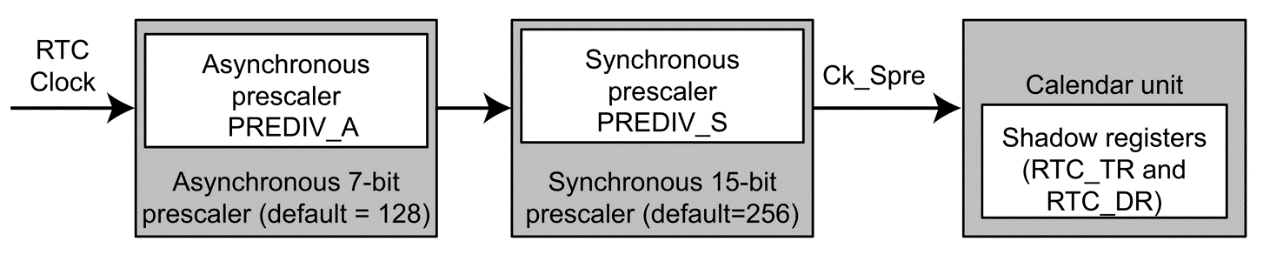 RTC
Clock
Asynchronous
prescaler
PREDIV_A
Asynchronous 7-bit
prescaler (default = 128)
Synchronous
prescaler
PREDIV_S
Synchronous 15-bit
prescaler (default=256)
Ck_Spre
Calendar unit
Shadow registers
(RTC_TR and
RTC_DR)